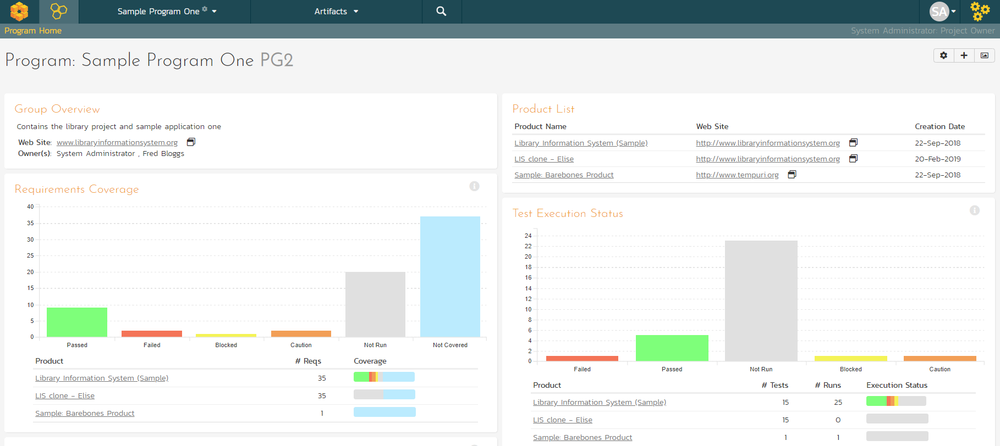 Sample Program One
Artifacts
SA
Program Home
System Administrator: Project Owner
Program: Sample Program One PG2
Group Overview
Contains the library project and sample application one
Web Site: www.libraryinformationsystem.org
Owner(s): System Administrator , Fred Bloggs
Product List
Product Name Web Site Creation Date
Library Information System (Sample) http://www.libraryinformationsystem.org 22-Sep-2018
LIS clone - Elise http://www.libraryinformationsystem.org 20-Feb-2019
Sample: Barebones Product http://www.tempuri.org 22-Sep-2018
Requirements Coverage
40
35
30
25
20
15
10
5
0
Passed Failed Blocked Caution Not Run Not Covered
Product # Reqs Coverage
Library Information System (Sample) 35
LIS clone - Elise 35
Sample: Barebones Product 1
Test Execution Status
24
22
20
18
16
14
12
10
8
6
4
2
0
Failed Passed Not Run Blocked Caution
Product # Tests # Runs Execution Status
Library Information System (Sample) 15 25
LIS clone - Elise 15 0
Sample: Barebones Product 1 1